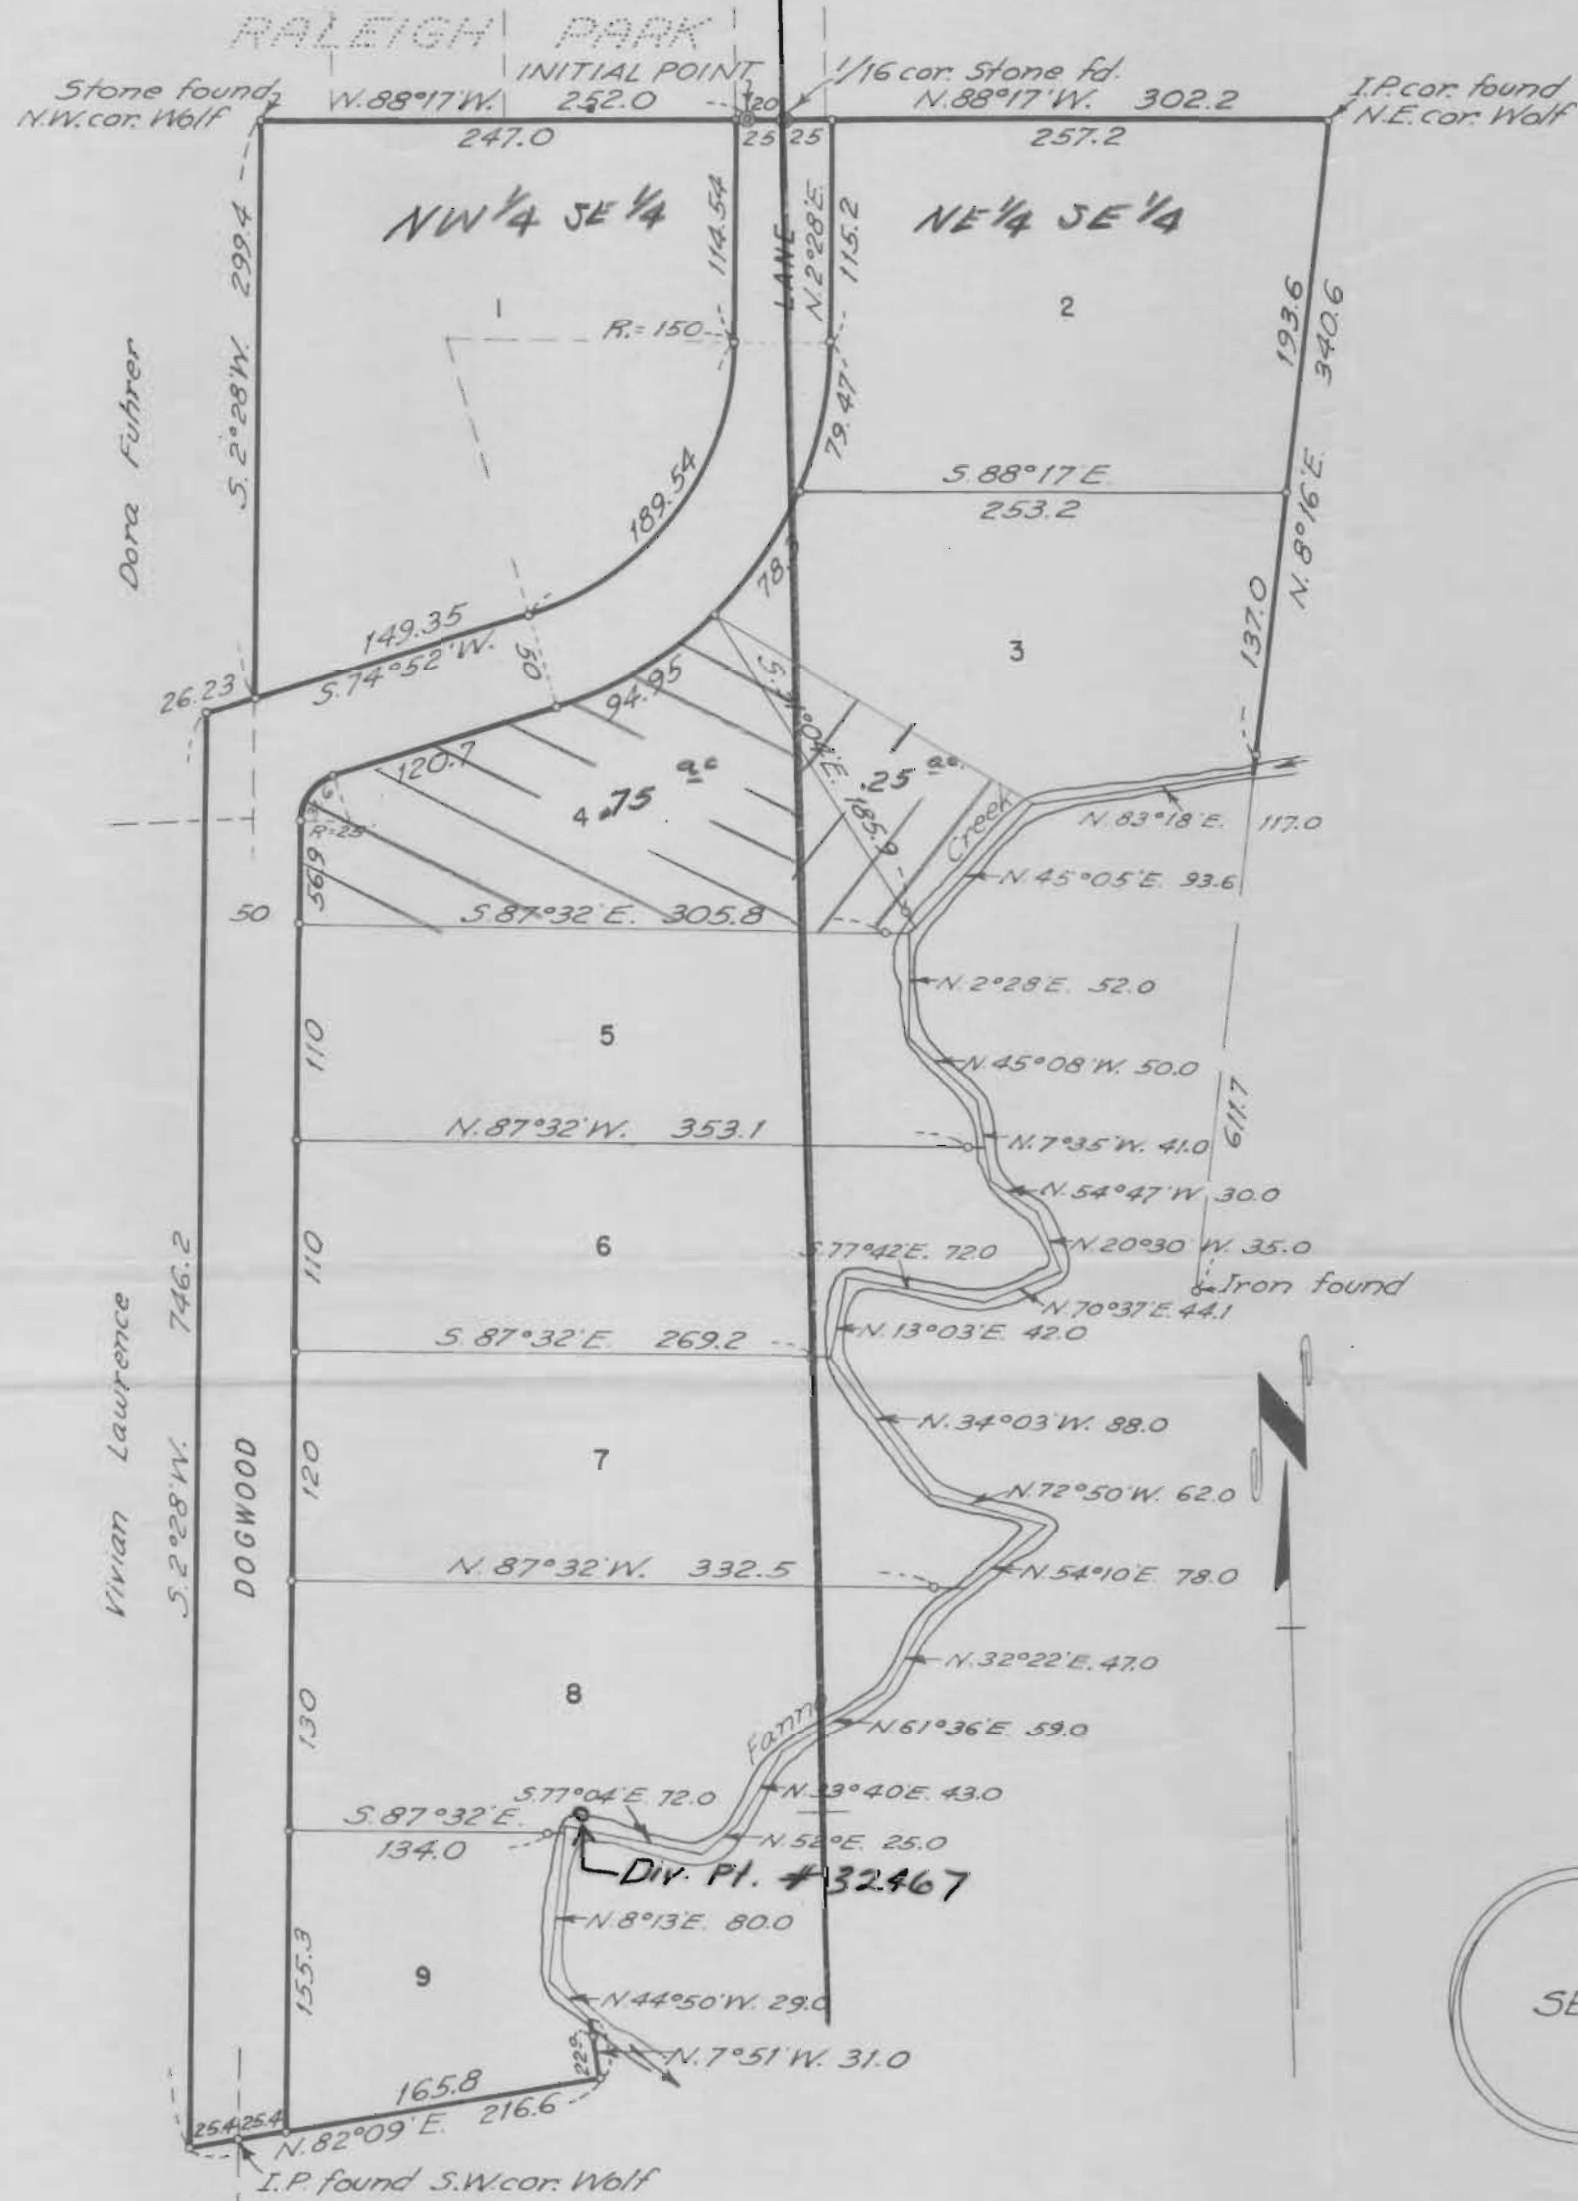 RALEIGH PARK
INITIAL POINT
1/16 cor. Stone fd.
Stone found
N.W. cor. Wolf
W. 88°17'W. 252.0
20
N. 88°17'W. 302.2
I.P. cor. found
N.E. cor. Wolf
247.0
25 25
257.2
NW 1/4 SE 1/4
NE 1/4 SE 1/4
S. 2°28'W. 299.4
114.54
LANE
N. 2°28'E.
115.2
1
2
R.=150
193.6
340.6
Dora Fuhrer
79.47
189.54
S. 88°17'E.
253.2
N. 8°16'E.
78.
149.35
S. 74°52'W.
50
137.0
3
26.23
94.95
185.9
120.7
4 .75 ac
.25 ac.
Creek
R=25
N. 83°18'E. 117.0
56.9
N. 45°05'E. 93.6
50
S. 87°32'E. 305.8
N. 2°28'E. 52.0
110
5
N. 45°08'W. 50.0
611.7
N. 87°32'W. 353.1
N. 7°35'W. 41.0
N. 54°47'W. 30.0
110
6
S. 77°42'E. 72.0
N. 20°30'W. 35.0
Iron found
N. 70°37'E. 44.1
S. 87°32'E. 269.2
N. 13°03'E. 42.0
Vivian Lawrence
S. 2°28'W. 746.2
DOGWOOD
120
7
N. 34°03'W. 88.0
N. 72°50'W. 62.0
N. 87°32'W. 332.5
N. 54°10'E. 78.0
N. 32°22'E. 47.0
130
8
Fanno
N. 61°36'E. 59.0
S. 77°04'E. 72.0
N. 33°40'E. 43.0
S. 87°32'E.
134.0
N. 52°E. 25.0
Div. Pt. #32467
N. 8°13'E. 80.0
155.3
9
N. 44°50'W. 29.0
22.9
N. 7°51'W. 31.0
165.8
25.4 25.4
N. 82°09'E. 216.6
I.P. found S.W. cor. Wolf
N